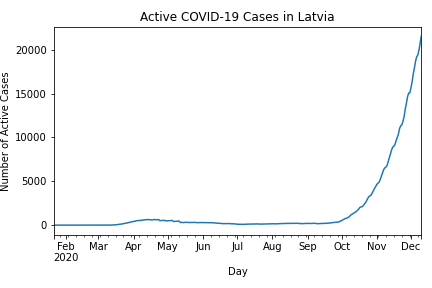 Active COVID-19 Cases in Latvia
Number of Active Cases
20000
15000
10000
5000
0
Feb Mar Apr May Jun Jul Aug Sep Oct Nov Dec
2020
Day